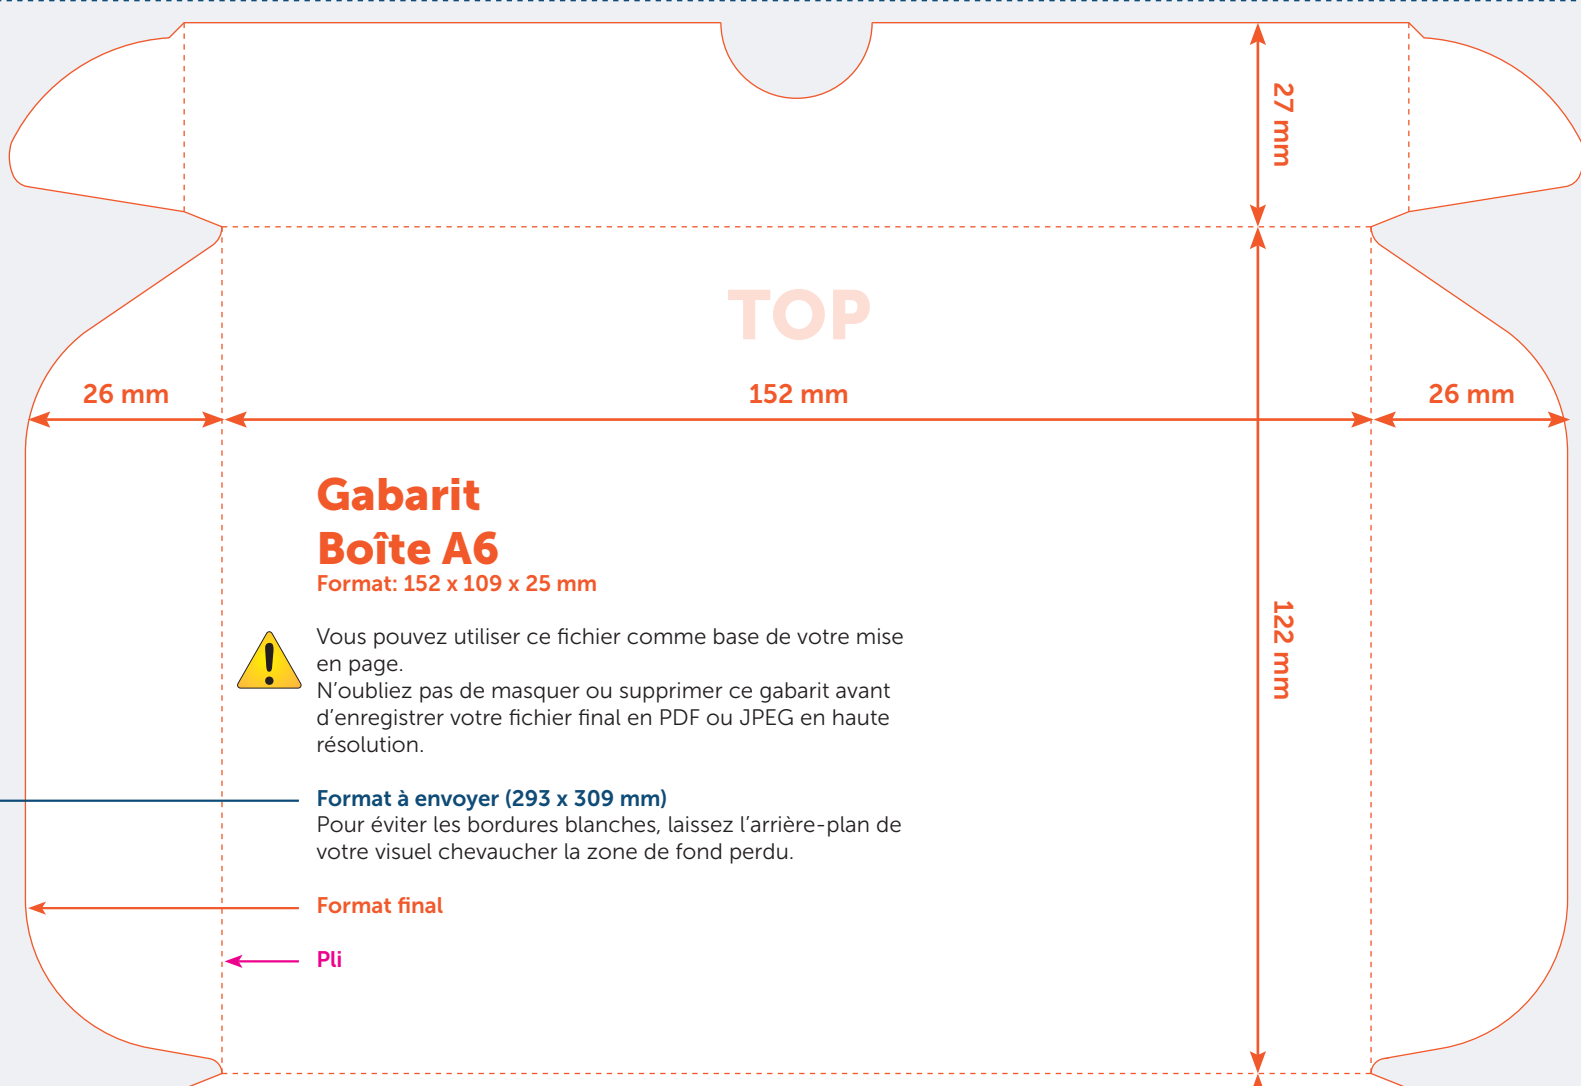 27 mm
TOP
26 mm
152 mm
26 mm
Gabarit
Boîte A6
Format: 152 x 109 x 25 mm
122 mm
Vous pouvez utiliser ce fichier comme base de votre mise
en page.
N’oubliez pas de masquer ou supprimer ce gabarit avant
d’enregistrer votre fichier final en PDF ou JPEG en haute
résolution.
Format à envoyer (293 x 309 mm)
Pour éviter les bordures blanches, laissez l’arrière-plan de
votre visuel chevaucher la zone de fond perdu.
Format final
Pli